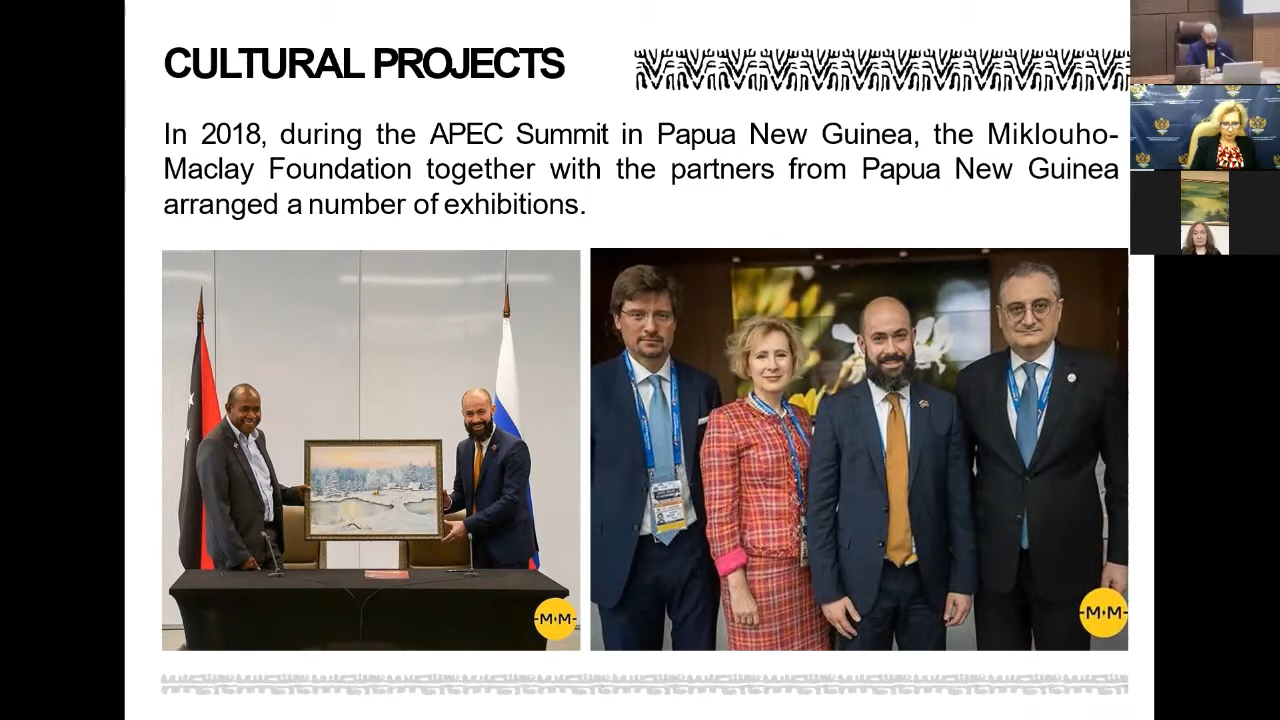 CULTURAL PROJECTS
In 2018, during the APEC Summit in Papua New Guinea, the Miklouho-
Maclay Foundation together with the partners from Papua New Guinea
arranged a number of exhibitions.
-M•M-
-M•M-